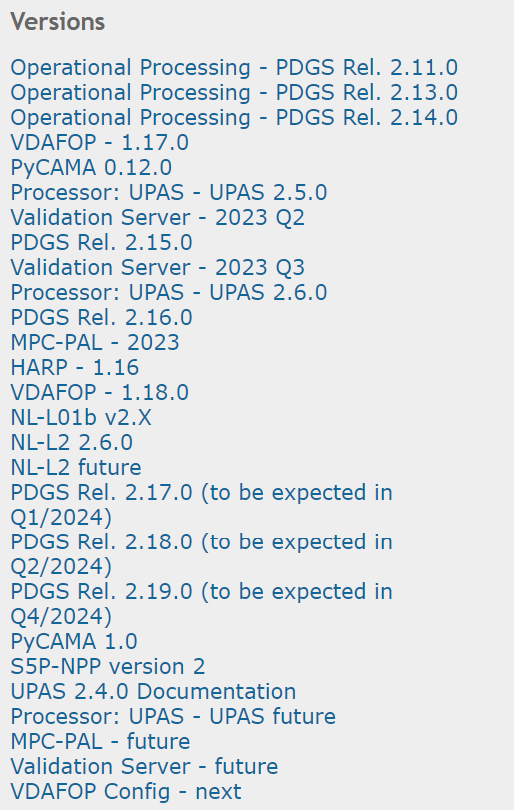 Versions
Operational Processing - PDGS Rel. 2.11.0
Operational Processing - PDGS Rel. 2.13.0
Operational Processing - PDGS Rel. 2.14.0
VDAFOP - 1.17.0
PyCAMA 0.12.0
Processor: UPAS - UPAS 2.5.0
Validation Server - 2023 Q2
PDGS Rel. 2.15.0
Validation Server - 2023 Q3
Processor: UPAS - UPAS 2.6.0
PDGS Rel. 2.16.0
MPC-PAL - 2023
HARP - 1.16
VDAFOP - 1.18.0
NL-L01b v2.X
NL-L2 2.6.0
NL-L2 future
PDGS Rel. 2.17.0 (to be expected in
Q1/2024)
PDGS Rel. 2.18.0 (to be expected in
Q2/2024)
PDGS Rel. 2.19.0 (to be expected in
Q4/2024)
PyCAMA 1.0
S5P-NPP version 2
UPAS 2.4.0 Documentation
Processor: UPAS - UPAS future
MPC-PAL - future
Validation Server - future
VDAFOP Config - next